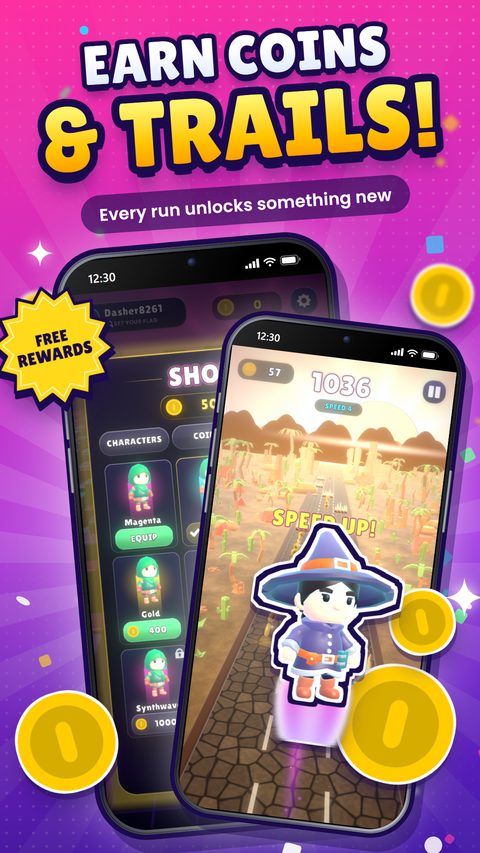 EARN COINS
& TRAILS!
Every run unlocks something new
12:30
Dasher8261
0
FREE
REWARDS
SHO
50
CHARACTERS
COI
Magenta
EQUIP
Gold
400
Synthwav
1000
12:30
57
1036
SPEED 4
SPEED UP!